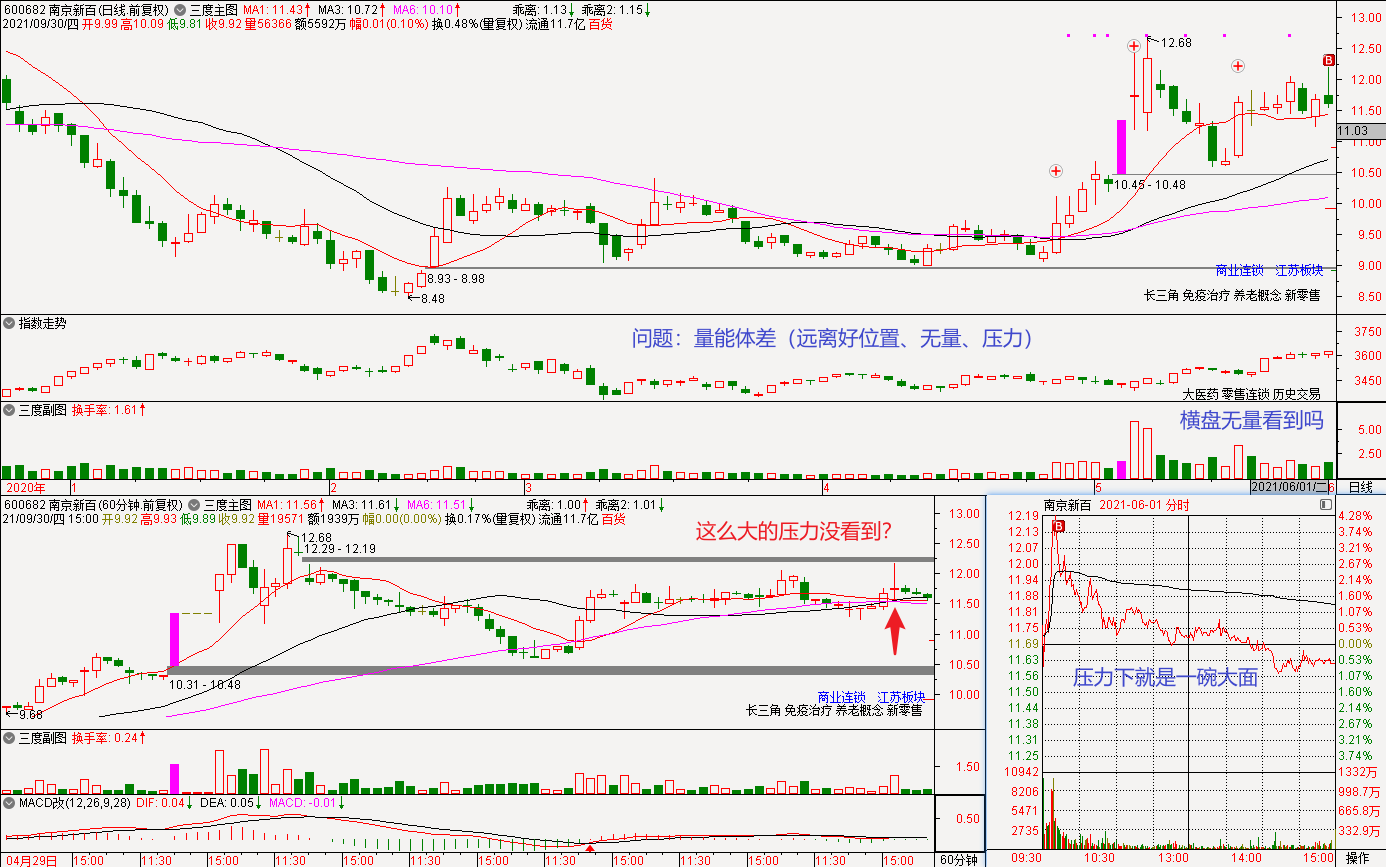 600682 南京新百(日线.前复权) 三度主图 MA1: 11.43↑ MA3: 10.72↑ MA6: 10.10↑ 乖离: 1.13↓ 乖离2: 1.15↓
2021/09/30/四 开9.99 高10.09 低9.81 收9.92 量56366 额5592万 幅0.01(0.10%) 换0.48%(量复权) 流通11.7亿 百货
13.00
12.68
12.50
B
12.00
11.50
11.03
11.00
10.50
10.45 - 10.48
10.00
9.50
9.00
商业连锁 江苏板块
8.93 - 8.98
8.48
长三角 免疫治疗 养老概念 新零售
8.50
指数走势
问题：量能体差（远离好位置、无量、压力）
3750
3600
3450
大医药 零售连锁 历史交易
三度副图 换手率: 1.61↑
横盘无量看到吗
5.00
2.50
2020年 1 2 3 4 5 2021/06/01/二 6 日线
600682 南京新百(60分钟.前复权) 三度主图 MA1: 11.56↑ MA3: 11.61↓ MA6: 11.51↓ 乖离: 1.00↑ 乖离2: 1.01↓
21/09/30/四 15:00 开9.92 高9.93 低9.89 收9.92 量19571 额1939万 幅0.00(0.00%) 换0.17%(量复权) 流通11.7亿 百货
这么大的压力没看到?
13.00
12.68
12.29 - 12.19
12.50
12.00
11.50
11.00
10.50
10.31 - 10.48
10.00
9.66
商业连锁 江苏板块
长三角 免疫治疗 养老概念 新零售
三度副图 换手率: 0.24↑
1.50
MACD改(12,26,9,28) DIF: 0.04↓ DEA: 0.05↓ MACD: -0.01↓
0.50
04月29日 15:00 11:30 15:00 11:30 15:00 11:30 15:00 11:30 15:00 11:30 15:00 11:30 15:00 60分钟
南京新百 2021-06-01 分时
12.19 4.28%
B
12.13 3.74%
12.07 3.21%
12.00 2.67%
11.94 2.14%
11.88 1.60%
11.81 1.07%
11.75 0.53%
11.69 0.00%
11.63 0.53%
11.56 1.07%
压力下就是一碗大面
11.50 1.60%
11.44 2.14%
11.38 2.67%
11.31 3.21%
11.25 3.74%
10942 1332万
8206 998.7万
5471 665.8万
2735 332.9万
09:30 10:30 13:00 14:00 15:00 操作